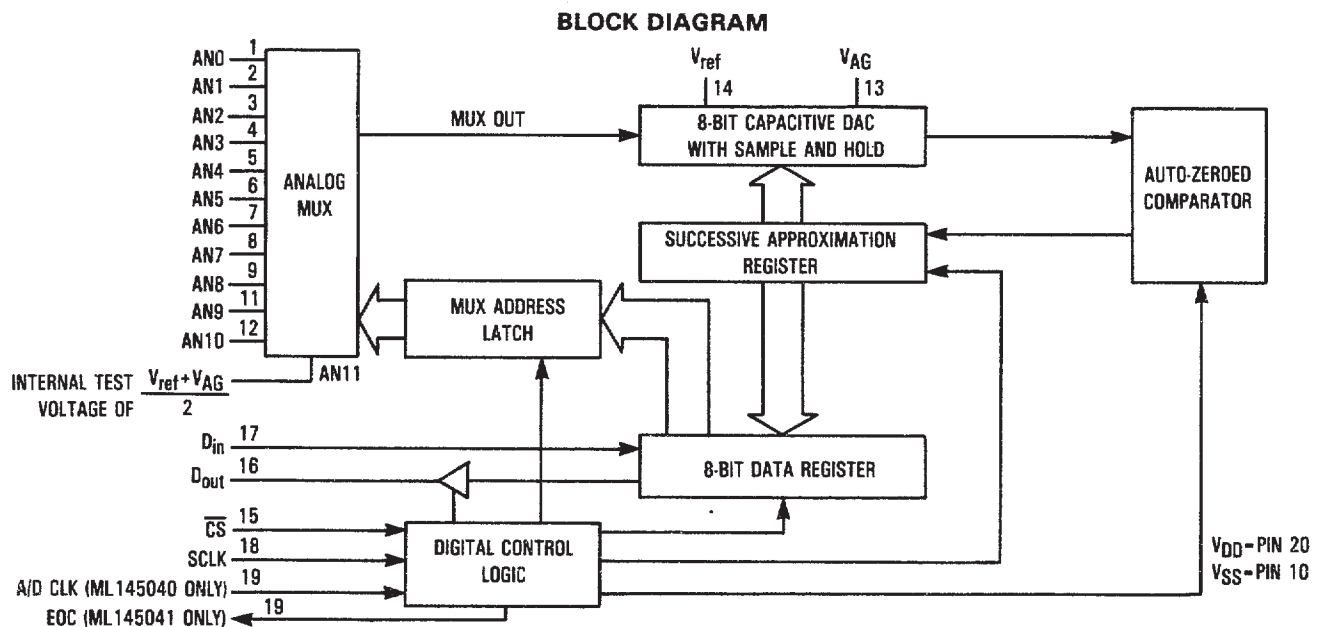 BLOCK DIAGRAM
AN0 1
AN1 2
AN2 3
AN3 4
AN4 5
AN5 6
AN6 7
AN7 8
AN8 9
AN9 11
AN10 12
ANALOG
MUX
AN11
INTERNAL TEST
VOLTAGE OF
Vref+VAG
2
MUX OUT
Vref
14
VAG
13
8-BIT CAPACITIVE DAC
WITH SAMPLE AND HOLD
AUTO-ZEROED
COMPARATOR
SUCCESSIVE APPROXIMATION
REGISTER
MUX ADDRESS
LATCH
Din 17
Dout 16
8-BIT DATA REGISTER
C̅S̅ 15
SCLK 18
A/D CLK (ML145040 ONLY) 19
EOC (ML145041 ONLY) 19
DIGITAL CONTROL
LOGIC
VDD=PIN 20
VSS=PIN 10